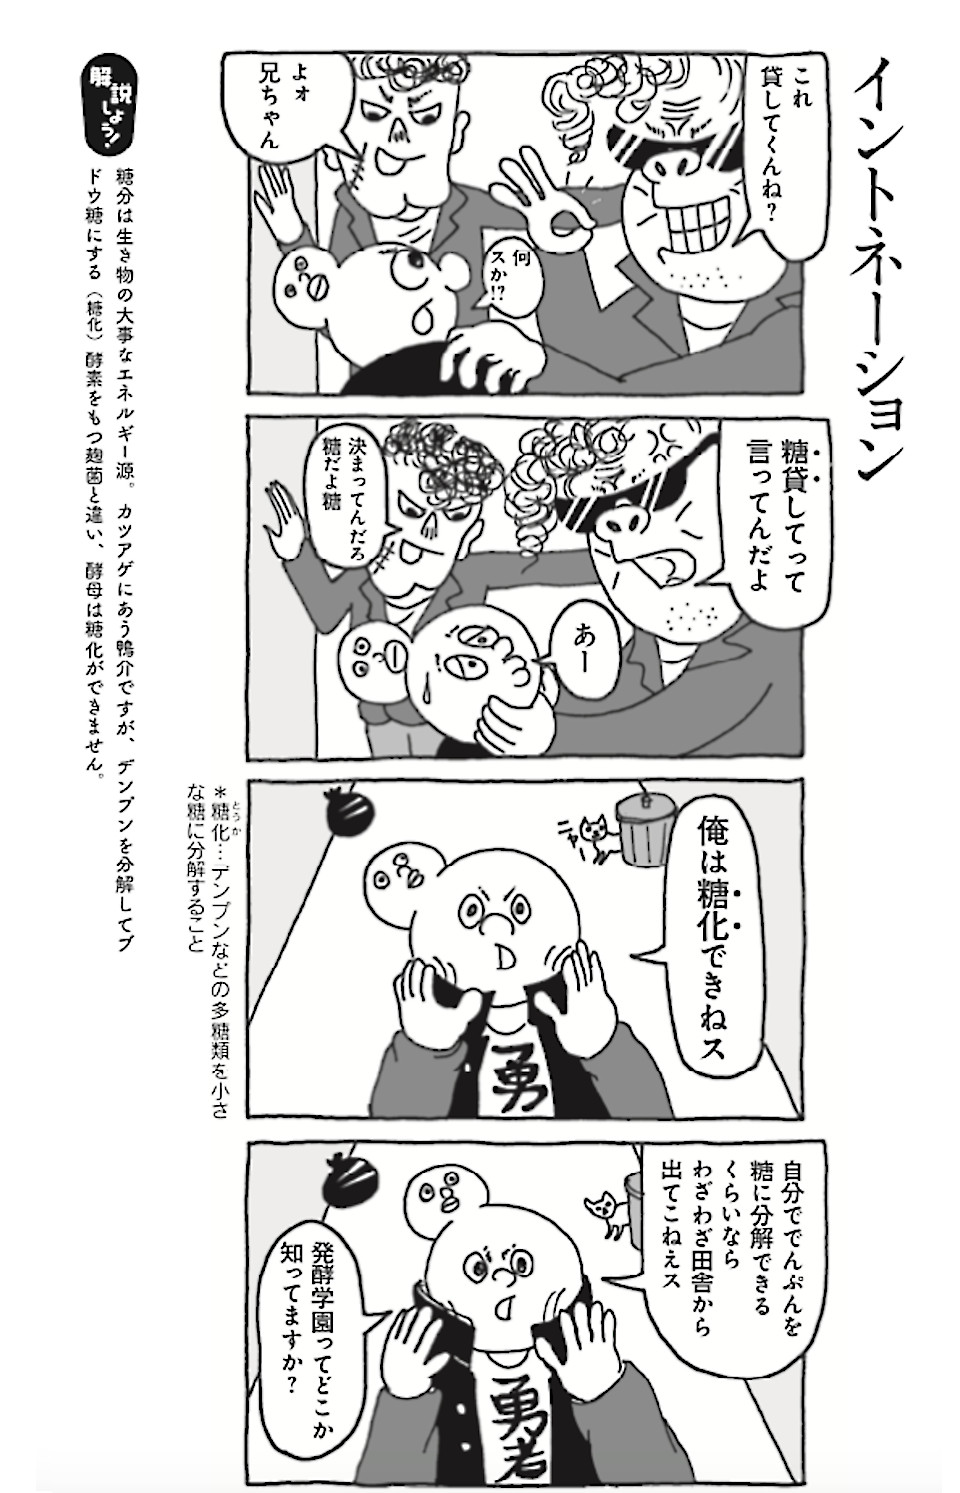 イントネーション
これ
貸してくんね？
よォ
兄ちゃん
何
スか!?
糖貸してって
言ってんだよ
決まってんだろ
糖だよ糖
あー
俺は糖化できねス
ニャー
勇
＊糖化…デンプンなどの多糖類を小さ
とうか
な糖に分解すること
自分ででんぷんを
糖に分解できる
くらいなら
わざわざ田舎から
出てこねえス
発酵学園ってどこか
知ってますか？
勇者
解説しよう!
糖分は生き物の大事なエネルギー源。カツアゲにあう鴨介ですが、デンプンを分解してブ
ドウ糖にする（糖化）酵素をもつ麹菌と違い、酵母は糖化ができません。